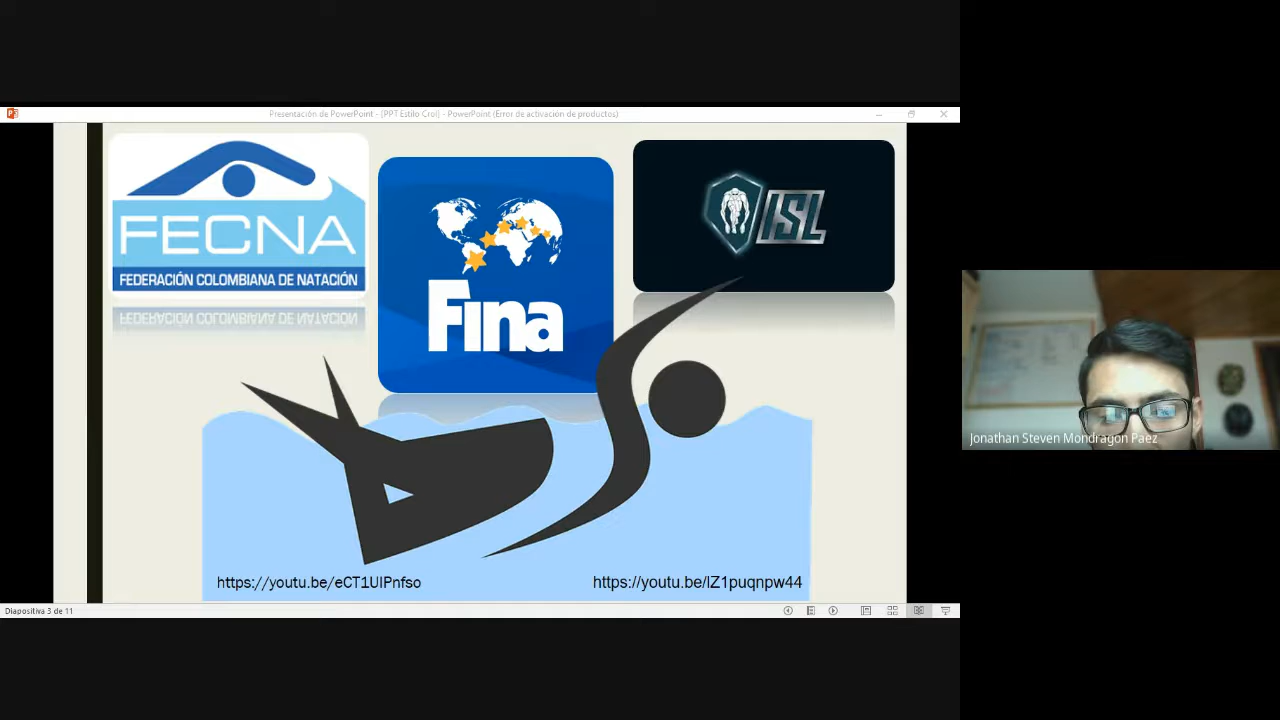 Presentación de PowerPoint - [PPT Estilo Crol] - PowerPoint (Error de activación de productos)
FECNA
FEDERACIÓN COLOMBIANA DE NATACIÓN
Fina
ISL
https://youtu.be/eCT1UIPnfso
https://youtu.be/lZ1puqnpw44
Diapositiva 3 de 11
Jonathan Steven Mondragon Paez